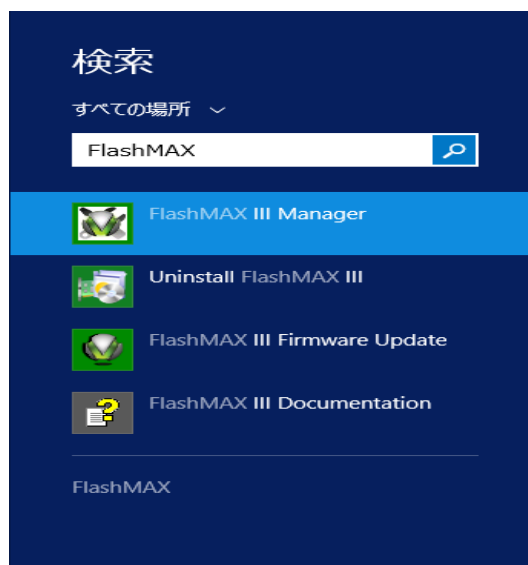 検索
すべての場所
FlashMAX
FlashMAX III Manager
Uninstall FlashMAX III
FlashMAX III Firmware Update
FlashMAX III Documentation
FlashMAX